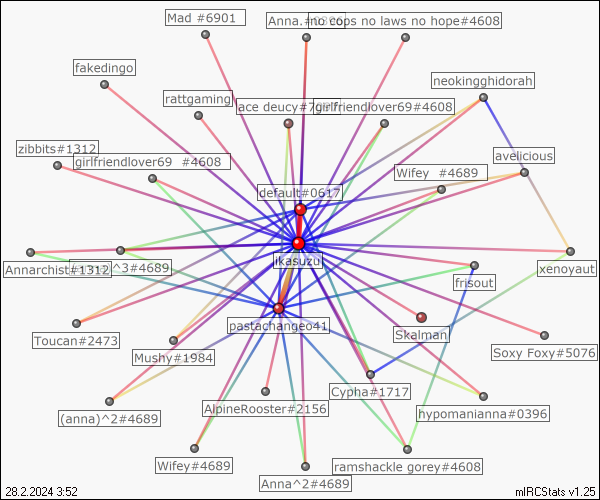 Mad #6901
Anna.
no cops no laws no hope#4608
fakedingo
neokingghidorah
rattgaming
ace deucy#7
girlfriendlover69#4608
zibbits#1312
girlfriendlover69 #4608
avelicious
Wifey #4689
default#0617
ikasuzu
Annarchist#1312
^3#4689
xenoyaut
frisout
pastachangeo41
Toucan#2473
Skalman
Mushy#1984
Soxy Foxy#5076
Cypha#1717
(anna)^2#4689
AlpineRooster#2156
hypomanianna#0396
Wifey#4689
ramshackle gorey#4608
Anna^2#4689
28.2.2024 3:52
mIRCStats v1.25